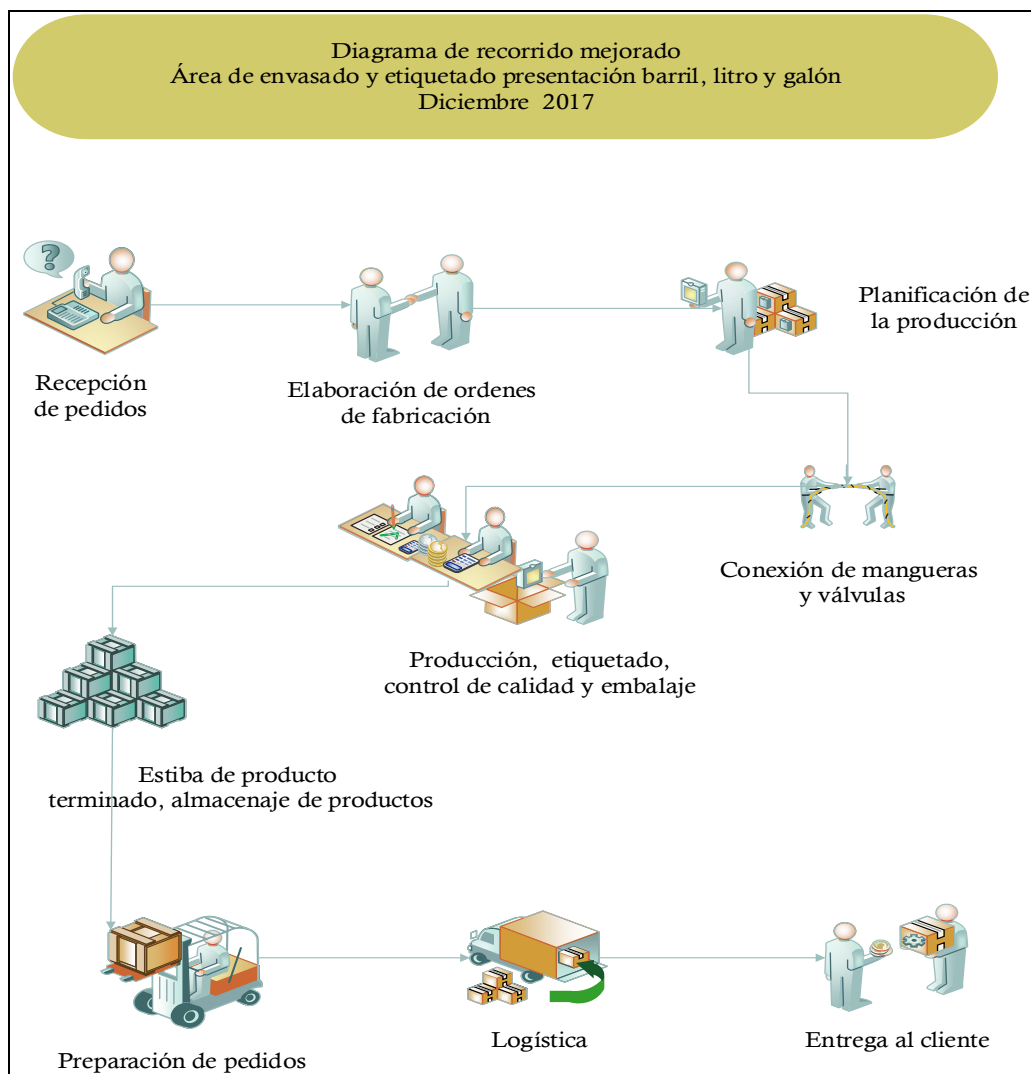 Diagrama de recorrido mejorado
Área de envasado y etiquetado presentación barril, litro y galón
Diciembre 2017
?
Recepción
de pedidos
Elaboración de ordenes
de fabricación
Planificación de
la producción
Conexión de mangueras
y válvulas
Producción, etiquetado,
control de calidad y embalaje
Estiba de producto
terminado, almacenaje de productos
Preparación de pedidos
Logística
Entrega al cliente